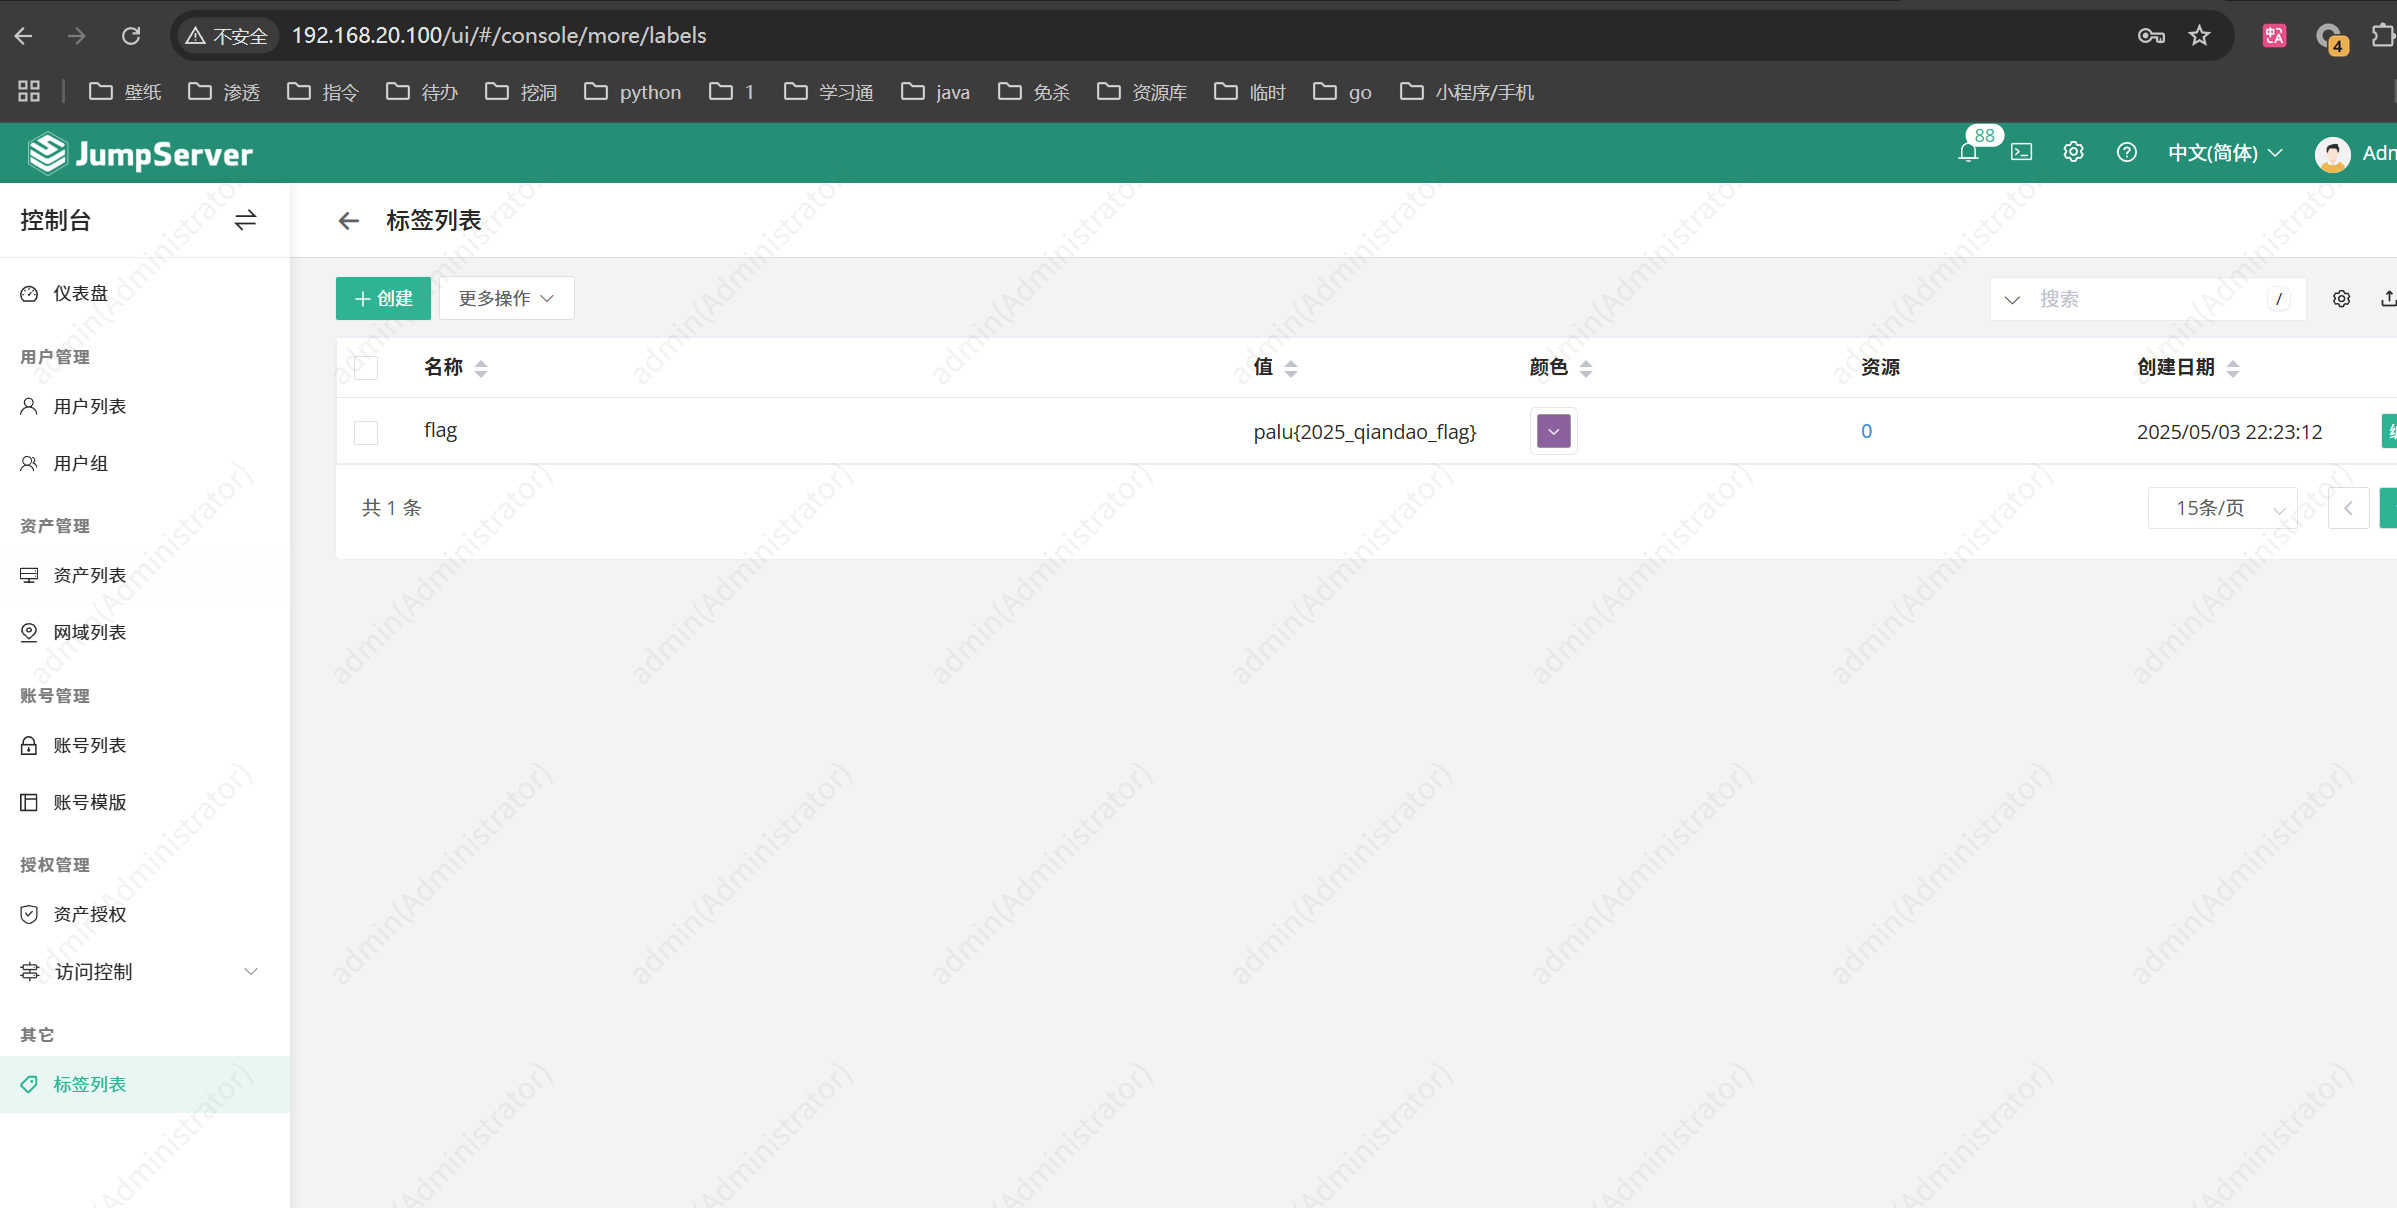 不安全 192.168.20.100/ui/#/console/more/labels 4
壁纸 渗透 指令 待办 挖洞 python 1 学习通 java 免杀 资源库 临时 go 小程序/手机
JumpServer 88 中文(简体) Adm
控制台
标签列表
仪表盘
用户管理
用户列表
用户组
资产管理
资产列表
网域列表
账号管理
账号列表
账号模版
授权管理
资产授权
访问控制
其它
标签列表
创建 更多操作 搜索 /
名称 值 颜色 资源 创建日期
flag palu{2025_qiandao_flag} 0 2025/05/03 22:23:12
共 1 条 15条/页
admin(Administrator)